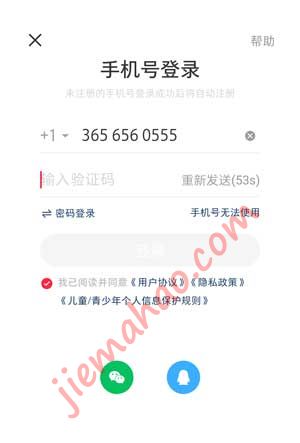 帮助
手机号登录
未注册的手机号登录成功后将自动注册
+1 365 656 0555
输入验证码 重新发送(53s)
密码登录 手机号无法使用
登录
我已阅读并同意《用户协议》《隐私政策》
《儿童/青少年个人信息保护规则》
jiemahao.com